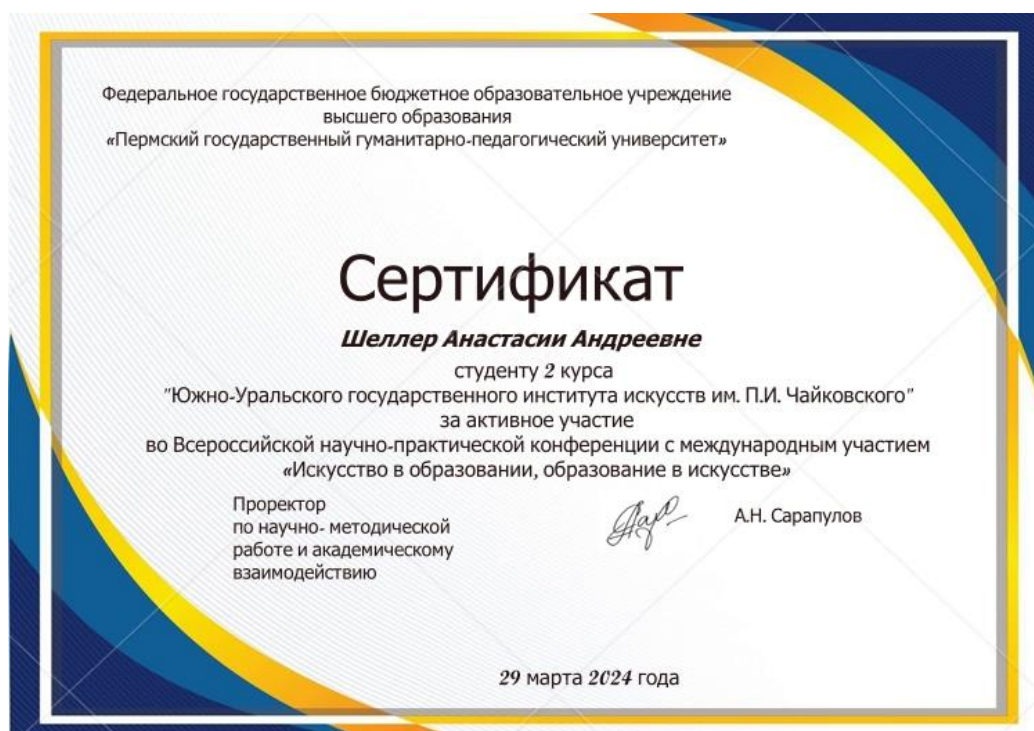 Федеральное государственное бюджетное образовательное учреждение
высшего образования
«Пермский государственный гуманитарно-педагогический университет»
Сертификат
Шеллер Анастасии Андреевне
студенту 2 курса
"Южно-Уральского государственного института искусств им. П.И. Чайковского"
за активное участие
во Всероссийской научно-практической конференции с международным участием
«Искусство в образовании, образование в искусстве»
Проректор
по научно- методической
работе и академическому
взаимодействию
А.Н. Сарапулов
29 марта 2024 года